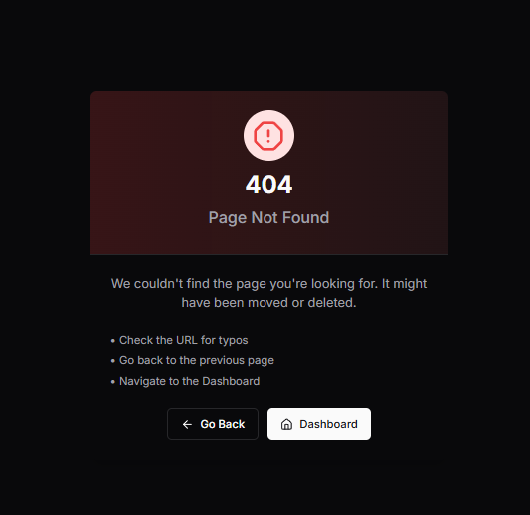 404
Page Not Found
We couldn't find the page you're looking for. It might
have been moved or deleted.
• Check the URL for typos
• Go back to the previous page
• Navigate to the Dashboard
Go Back
Dashboard